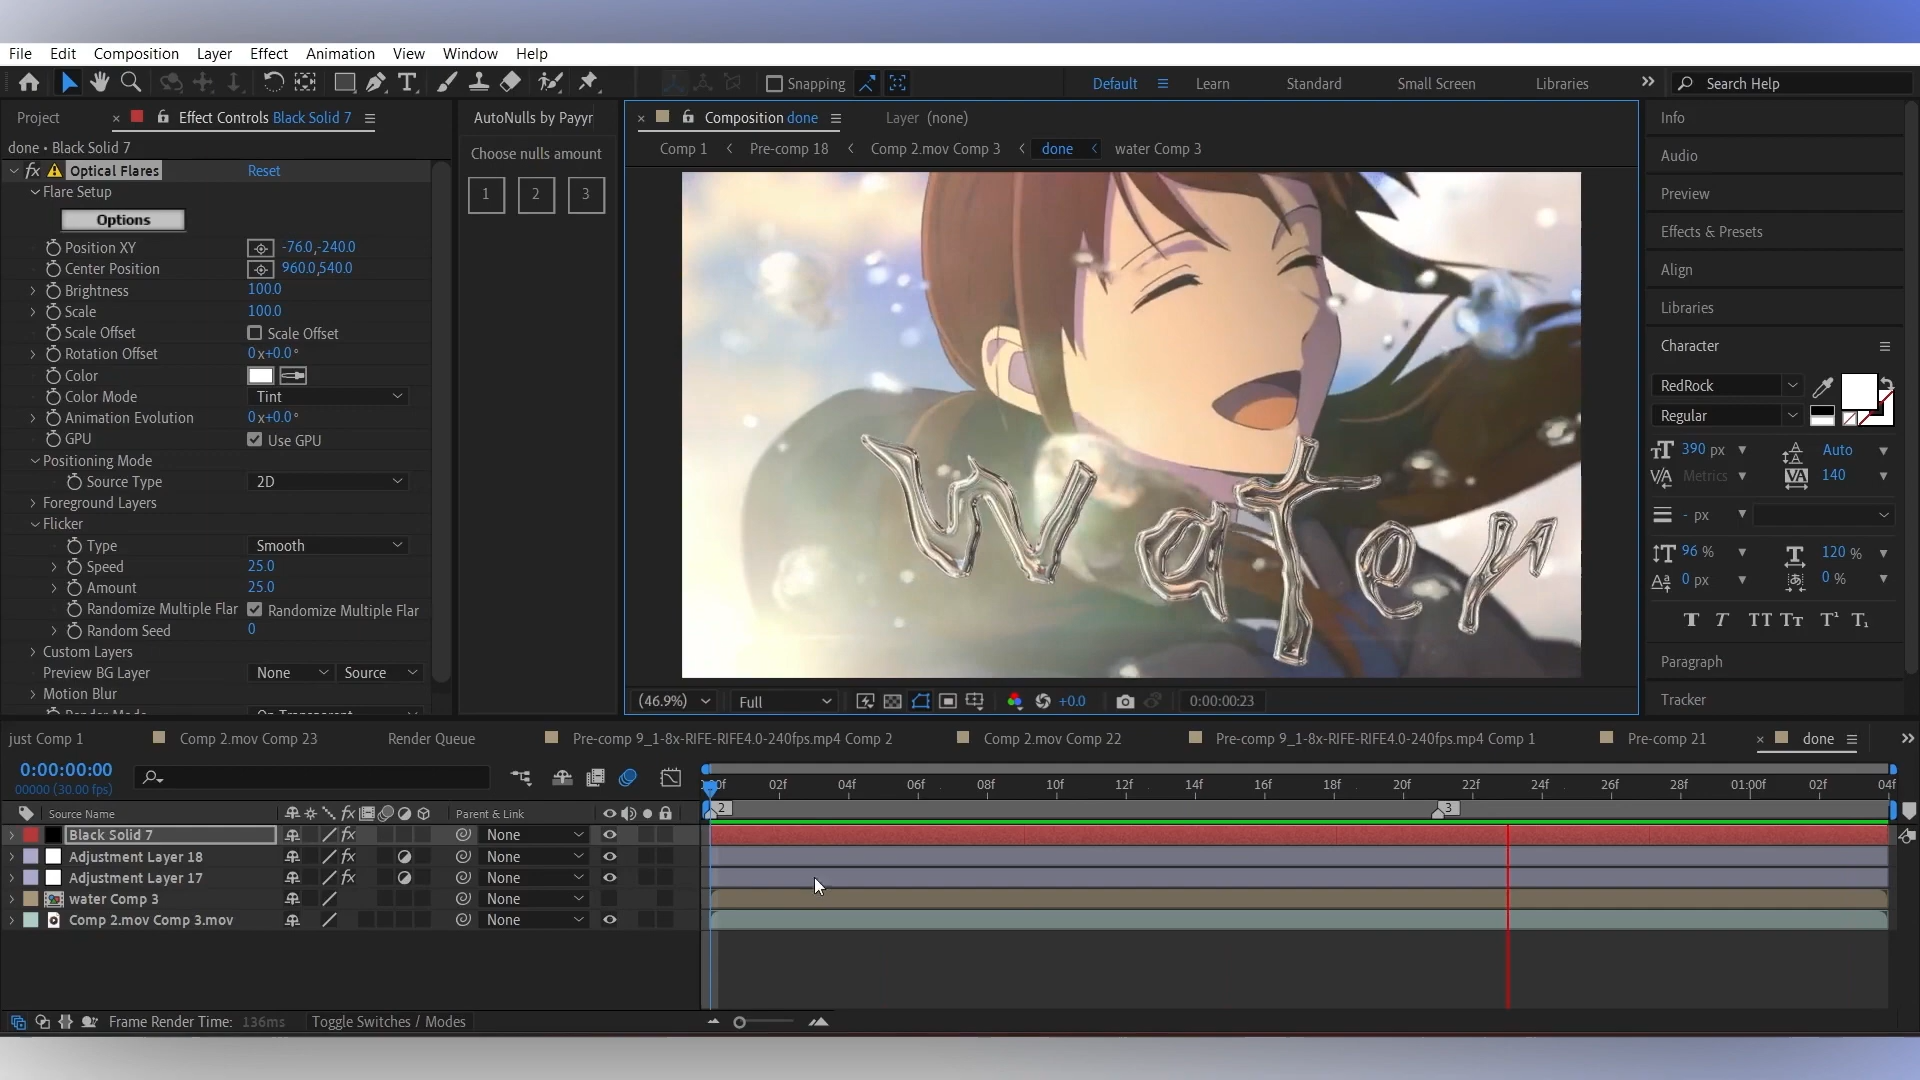 File Edit Composition Layer Effect Animation View Window Help
Snapping Default Learn Standard Small Screen Libraries Search Help
Project Effect Controls Black Solid 7
done • Black Solid 7
fx Optical Flares Reset
Flare Setup
Options
Position XY -76.0,-240.0
Center Position 960.0,540.0
Brightness 100.0
Scale 100.0
Scale Offset Scale Offset
Rotation Offset 0x+0.0°
Color
Color Mode Tint
Animation Evolution 0x+0.0°
GPU Use GPU
Positioning Mode
Source Type 2D
Foreground Layers
Flicker
Type Smooth
Speed 25.0
Amount 25.0
Randomize Multiple Flar Randomize Multiple Flar
Random Seed 0
Custom Layers
Preview BG Layer None Source
Motion Blur
AutoNulls by Payyr
Choose nulls amount
1 2 3
Composition done Layer (none)
Comp 1 Pre-comp 18 Comp 2.mov Comp 3 done water Comp 3
Water
(46.9%) Full +0.0 0:00:00:23
Info
Audio
Preview
Effects & Presets
Align
Libraries
Character
RedRock
Regular
390 px Auto
Metrics 140
- px
96 % 120 %
0 px 0 %
T T TT Tт T¹ T₁
Paragraph
Tracker
just Comp 1 Comp 2.mov Comp 23 Render Queue Pre-comp 9_1-8x-RIFE-RIFE4.0-240fps.mp4 Comp 2 Comp 2.mov Comp 22 Pre-comp 9_1-8x-RIFE-RIFE4.0-240fps.mp4 Comp 1 Pre-comp 21 done
0:00:00:00
00000 (30.00 fps)
:00f 02f 04f 06f 08f 10f 12f 14f 16f 18f 20f 22f 24f 26f 28f 01:00f 02f 04f
2 3
Source Name fx Parent & Link
Black Solid 7 fx None
Adjustment Layer 18 fx None
Adjustment Layer 17 fx None
water Comp 3 None
Comp 2.mov Comp 3.mov None
Frame Render Time: 136ms Toggle Switches / Modes